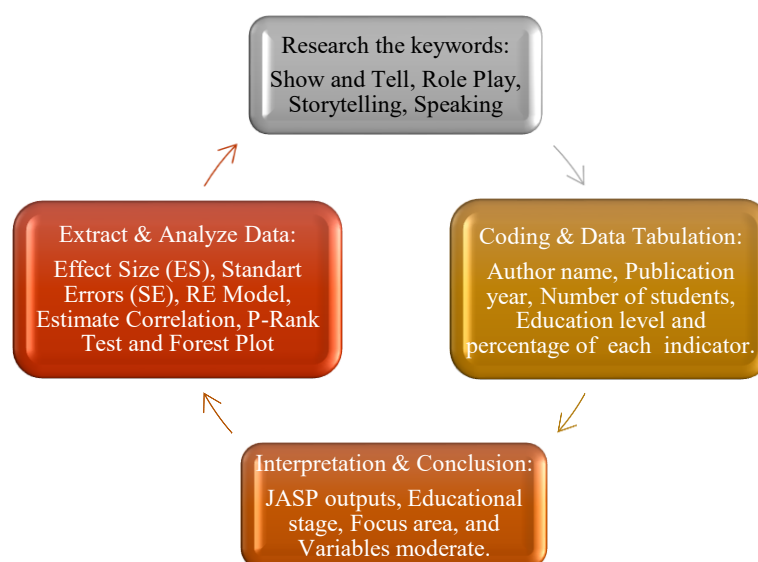 Research the keywords:
Show and Tell, Role Play,
Storytelling, Speaking
Extract & Analyze Data:
Effect Size (ES), Standart
Errors (SE), RE Model,
Estimate Correlation, P-Rank
Test and Forest Plot
Coding & Data Tabulation:
Author name, Publication
year, Number of students,
Education level and
percentage of each indicator.
Interpretation & Conclusion:
JASP outputs, Educational
stage, Focus area, and
Variables moderate.